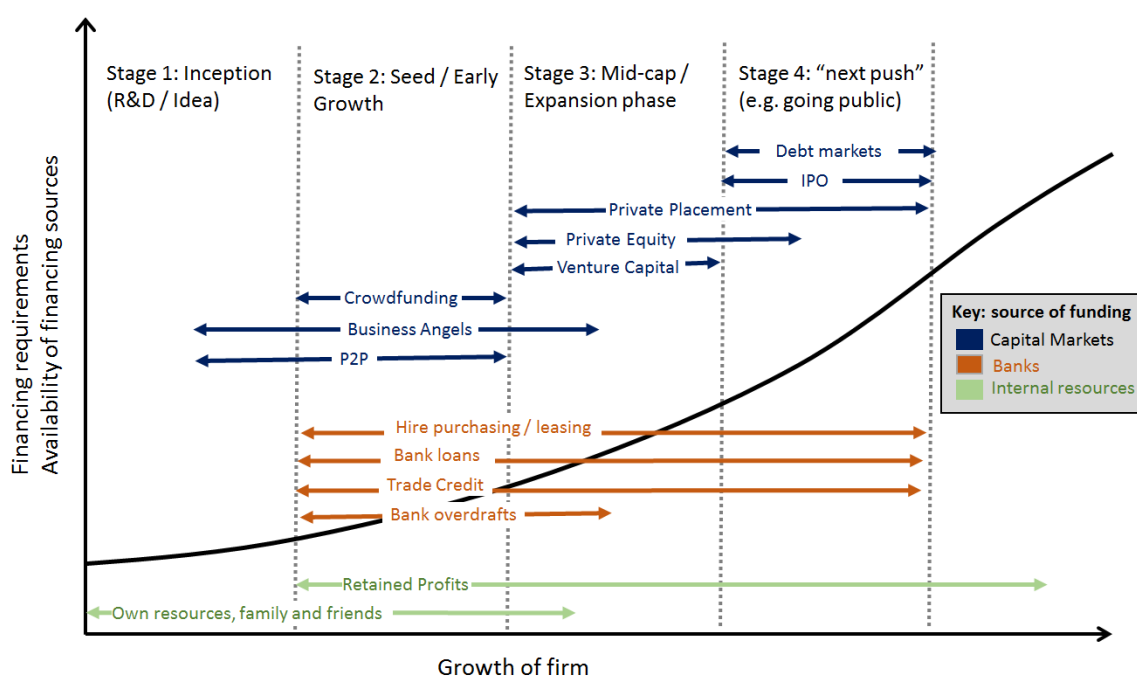 Stage 1: Inception
(R&D / Idea)
Stage 2: Seed / Early
Growth
Stage 3: Mid-cap /
Expansion phase
Stage 4: “next push”
(e.g. going public)
Debt markets
IPO
Private Placement
Private Equity
Venture Capital
Crowdfunding
Business Angels
P2P
Hire purchasing / leasing
Bank loans
Trade Credit
Bank overdrafts
Retained Profits
Own resources, family and friends
Key: source of funding
Capital Markets
Banks
Internal resources
Financing requirements
Availability of financing sources
Growth of firm